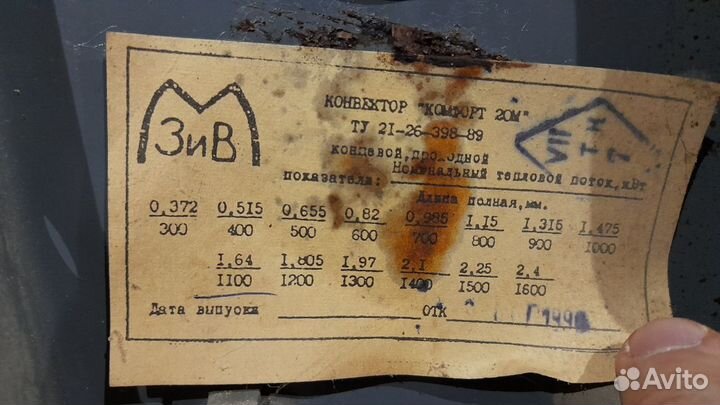 ЗиВ
КОНВЕКТОР "КОМФОРТ 20М"
ТУ 21-26-398-89
концевой, проходной
показатели: Номинальный тепловой поток, кВт
Длина полная, мм.
0,372 0,515 0,655 0,82 0,985 1,15 1,315 1,475
300 400 500 600 700 800 900 1000
1,64 1,805 1,97 2,1 2,25 2,4
1100 1200 1300 1400 1500 1600
Дата выпуска ОТК
Avito